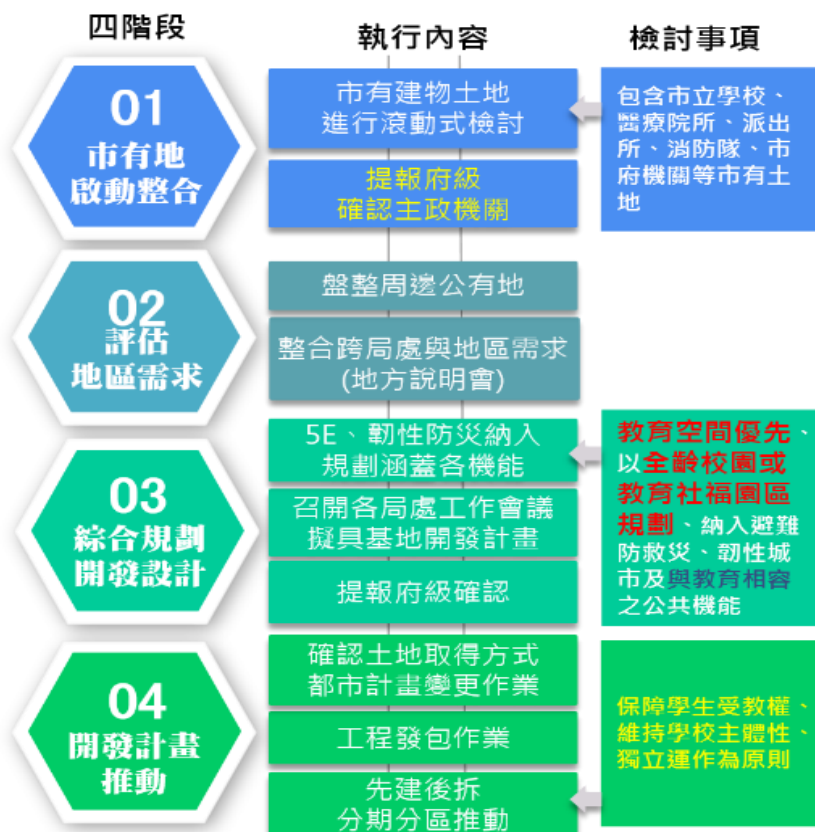 四階段
執行內容
檢討事項
01
市有地
啟動整合
市有建物土地
進行滾動式檢討
提報府級
確認主政機關
包含市立學校、
醫療院所、派出
所、消防隊、市
府機關等市有土
地
02
評估
地區需求
盤整周邊公有地
整合跨局處與地區需求
(地方說明會)
03
綜合規劃
開發設計
5E、韌性防災納入
規劃涵蓋各機能
召開各局處工作會議
擬具基地開發計畫
提報府級確認
教育空間優先、
以全齡校園或
教育社福園區
規劃、納入避難
防救災、韌性城
市及與教育相容
之公共機能
04
開發計畫
推動
確認土地取得方式
都市計畫變更作業
工程發包作業
先建後拆
分期分區推動
保障學生受教權、
維持學校主體性、
獨立運作為原則